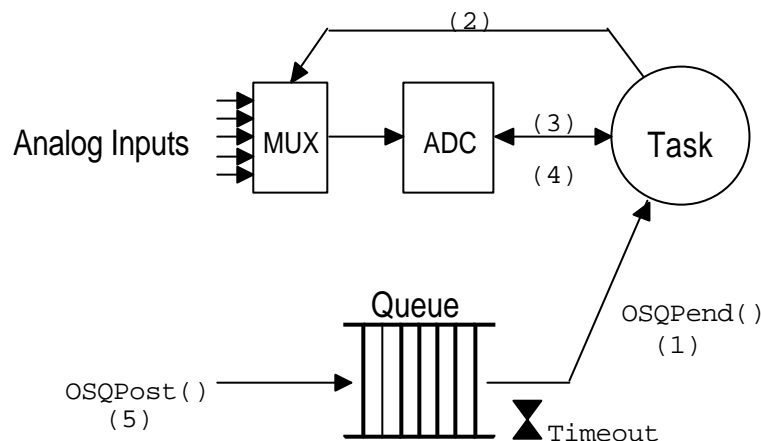 (2)
Analog Inputs
MUX
ADC
(3)
Task
(4)
Queue
OSQPend()
(1)
OSQPost()
(5)
Timeout